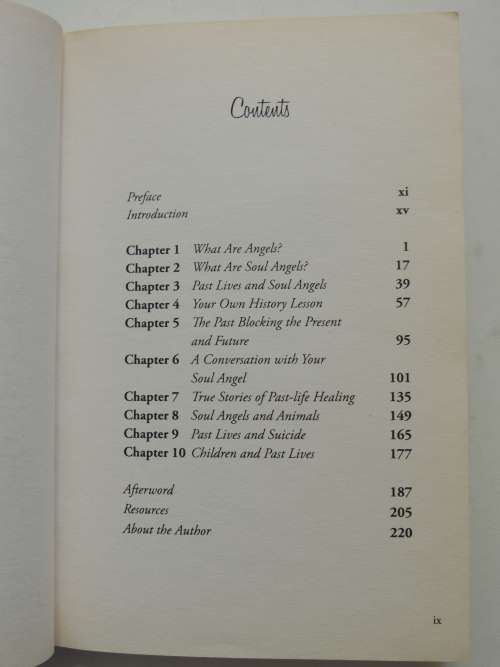 Contents
Preface xi
Introduction xv
Chapter 1 What Are Angels? 1
Chapter 2 What Are Soul Angels? 17
Chapter 3 Past Lives and Soul Angels 39
Chapter 4 Your Own History Lesson 57
Chapter 5 The Past Blocking the Present
and Future 95
Chapter 6 A Conversation with Your
Soul Angel 101
Chapter 7 True Stories of Past-life Healing 135
Chapter 8 Soul Angels and Animals 149
Chapter 9 Past Lives and Suicide 165
Chapter 10 Children and Past Lives 177
Afterword 187
Resources 205
About the Author 220
ix